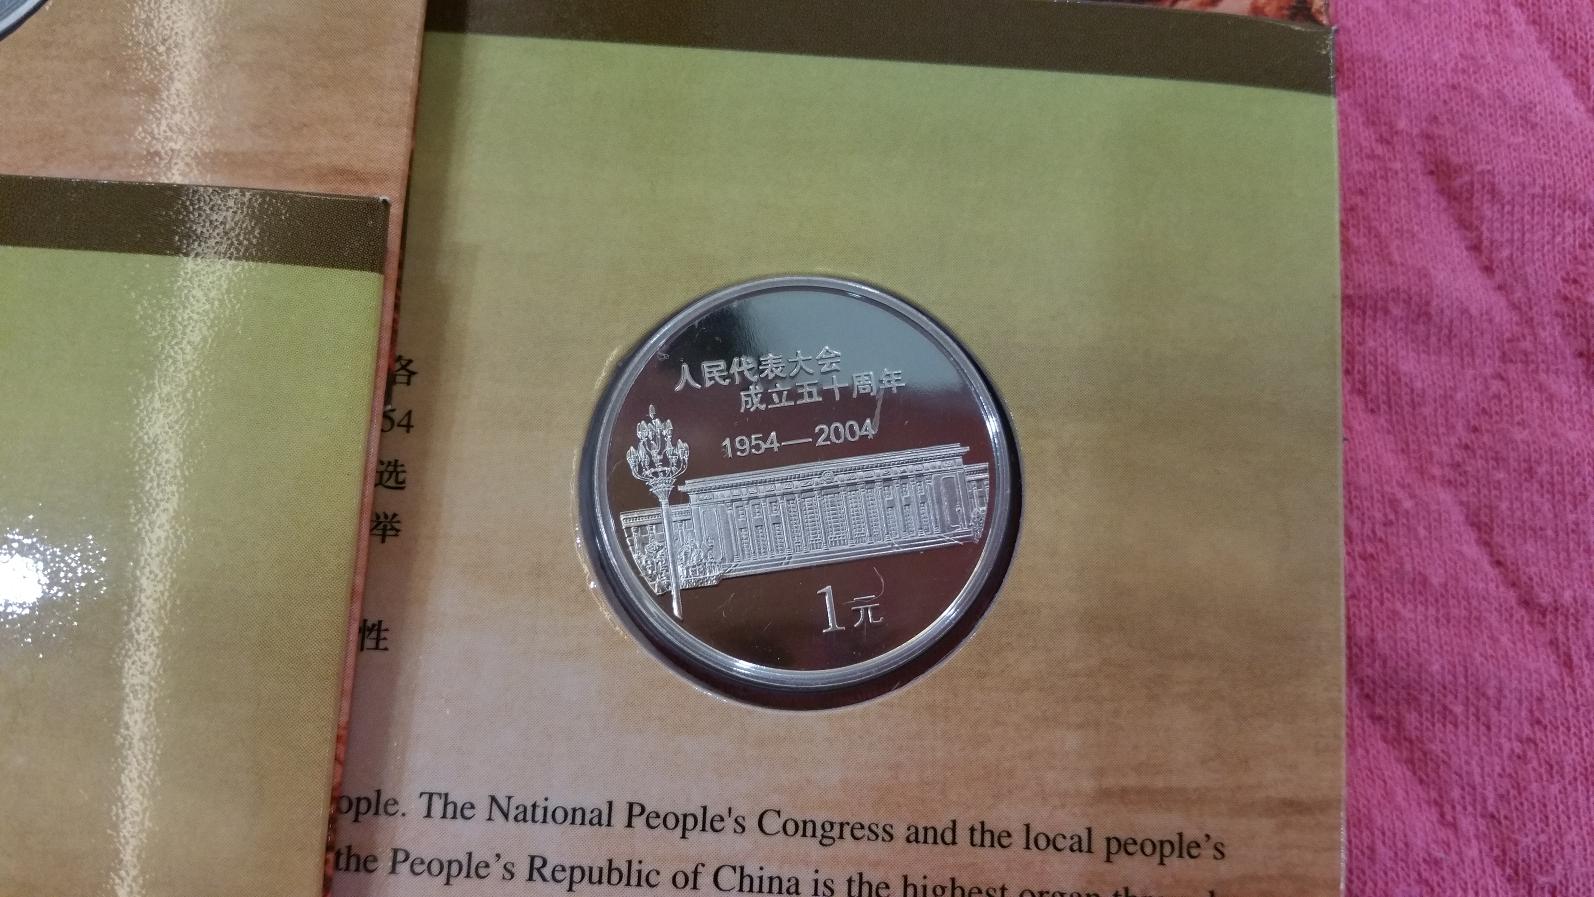 人民代表大会
成立五十周年
1954—2004
1元
各
54
选
举
性
ople. The National People's Congress and the local people's
the People's Republic of China is the highest organ